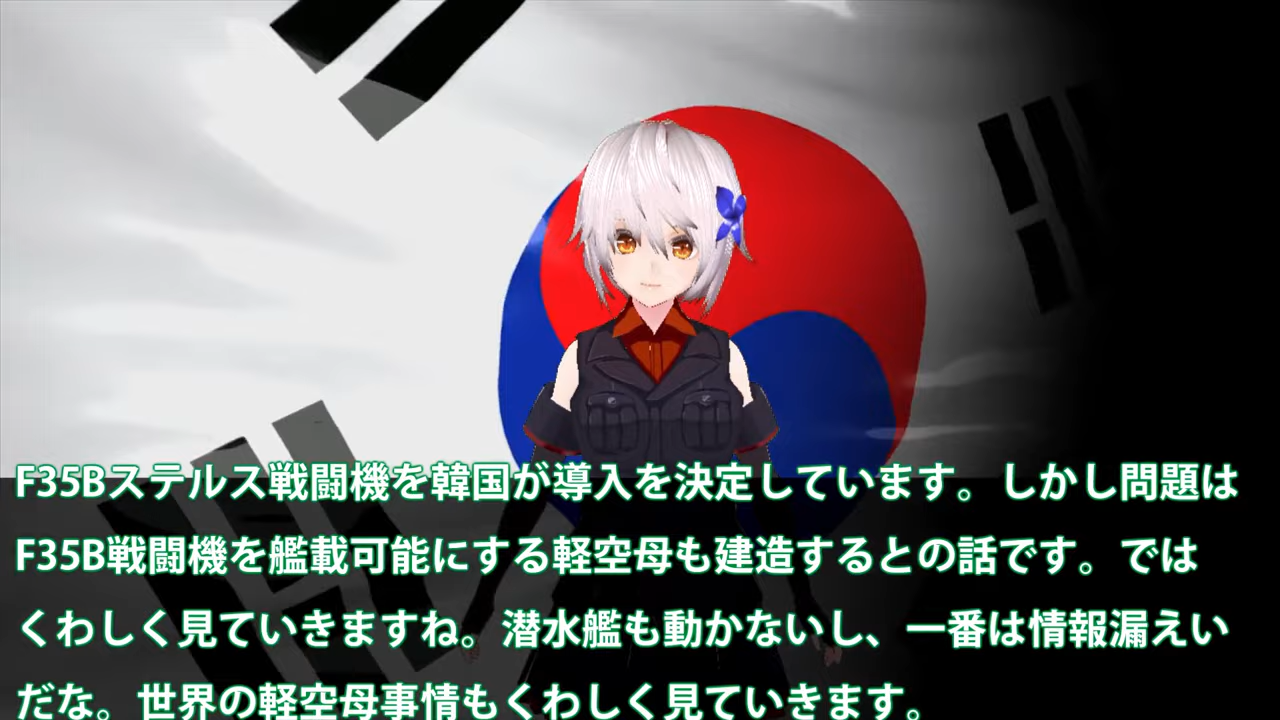 F35Bステルス戦闘機を韓国が導入を決定しています。しかし問題は
F35B戦闘機を艦載可能にする軽空母も建造するとの話です。では
くわしく見ていきますね。潜水艦も動かないし、一番は情報漏えい
だな。世界の軽空母事情もくわしく見ていきます。